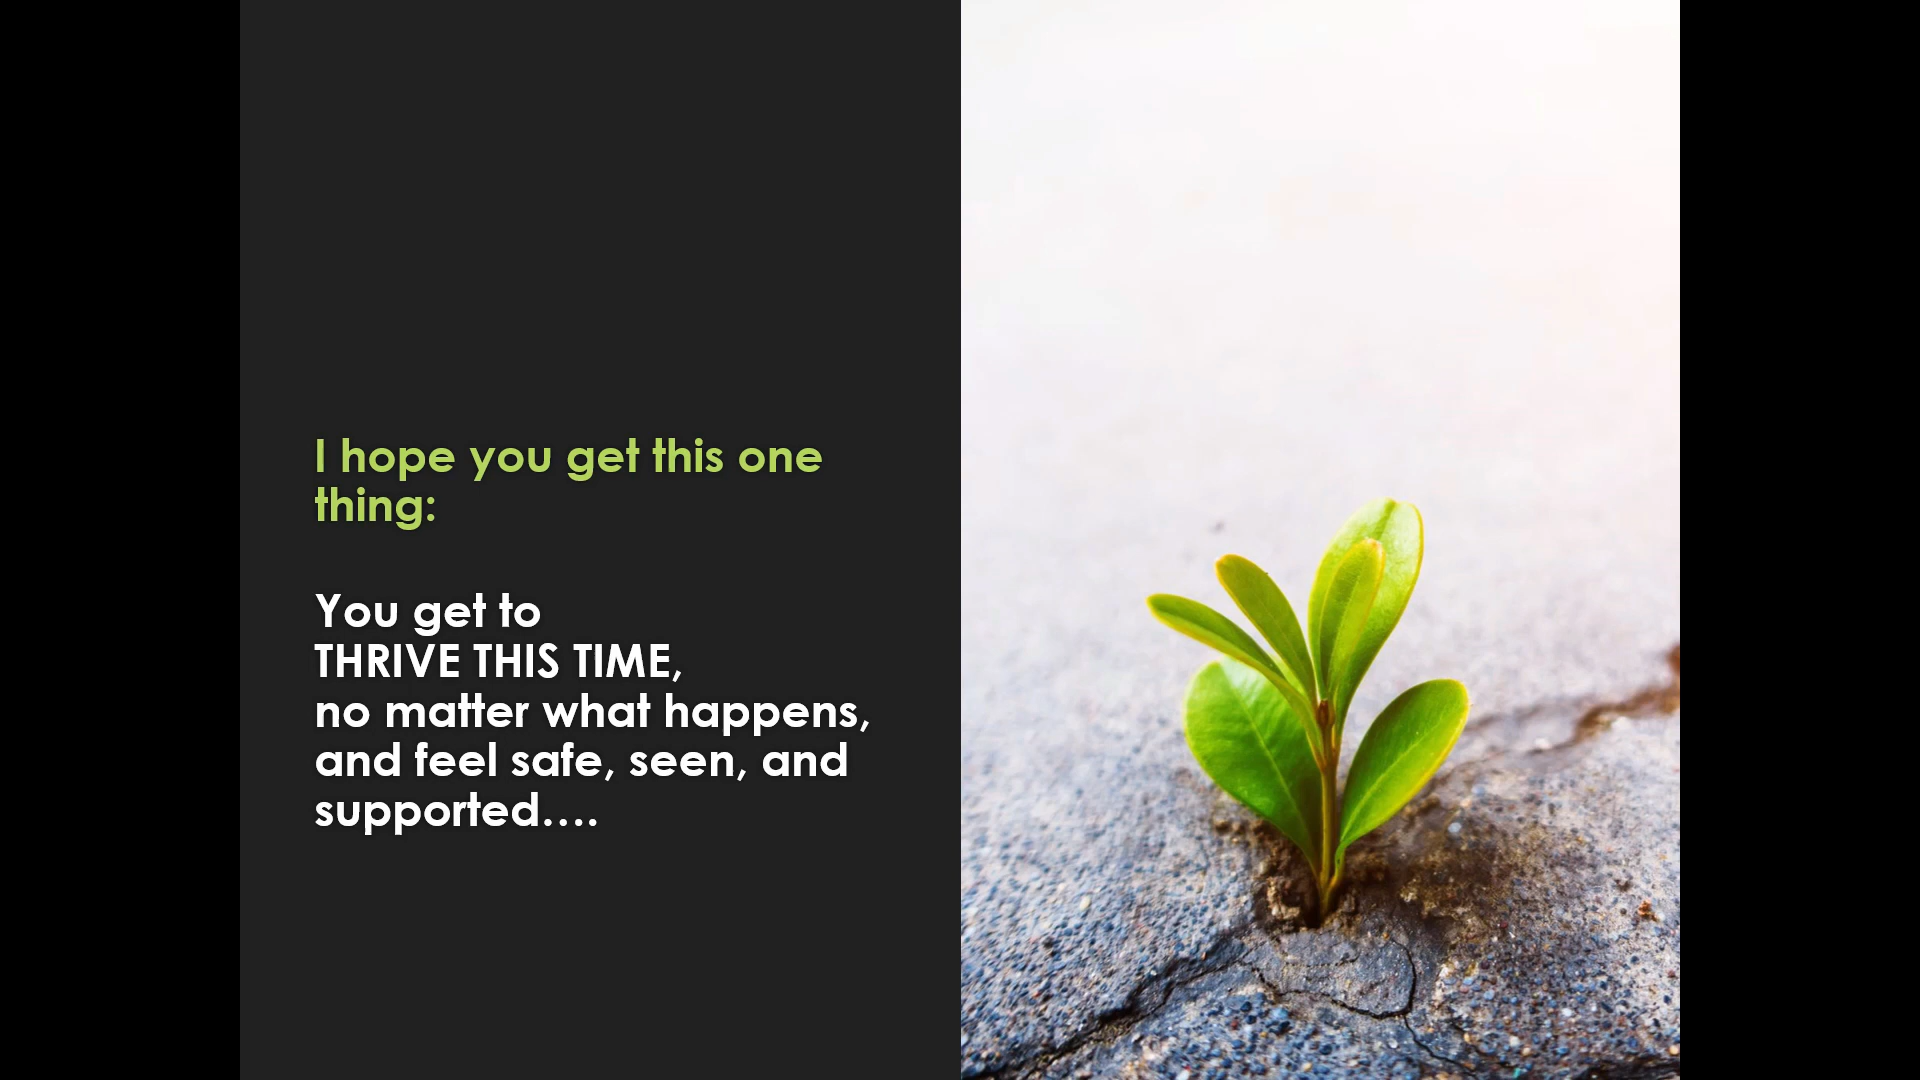 I hope you get this one
thing:
You get to
THRIVE THIS TIME,
no matter what happens,
and feel safe, seen, and
supported….